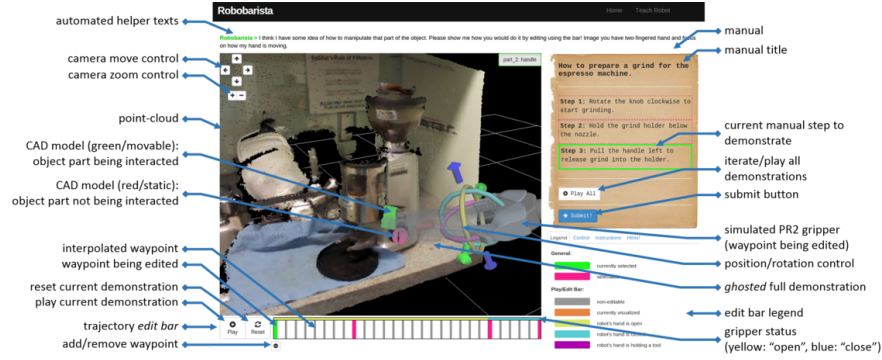 Robobarista
Home
Teach Robot
automated helper texts
Robobarista > I think I have some idea of how to manipulate that part of the object. Please show me how you would do it by editing using the bar! Image you have two-fingered hand and focus
on how my hand is moving.
part_2: handle
camera move control
camera zoom control
point-cloud
CAD model (green/movable):
object part being interacted
CAD model (red/static):
object part not being interacted
interpolated waypoint
waypoint being edited
reset current demonstration
play current demonstration
trajectory edit bar
add/remove waypoint
Play
Reset
manual
manual title
How to prepare a grind for the
espresso machine.
Step 1: Rotate the knob clockwise to
start grinding.
Step 2: Hold the grind holder below
the nozzle.
Step 3: Pull the handle left to
release grind into the holder.
Play All
Submit!
current manual step to
demonstrate
iterate/play all
demonstrations
submit button
simulated PR2 gripper
(waypoint being edited)
position/rotation control
ghosted full demonstration
edit bar legend
gripper status
(yellow: “open”, blue: “close”)
Legend
Control
Instructions
General:
currently selected
Play/Edit Bar:
non-editable
currently visualized
robot's hand is open
robot's hand is holding a tool